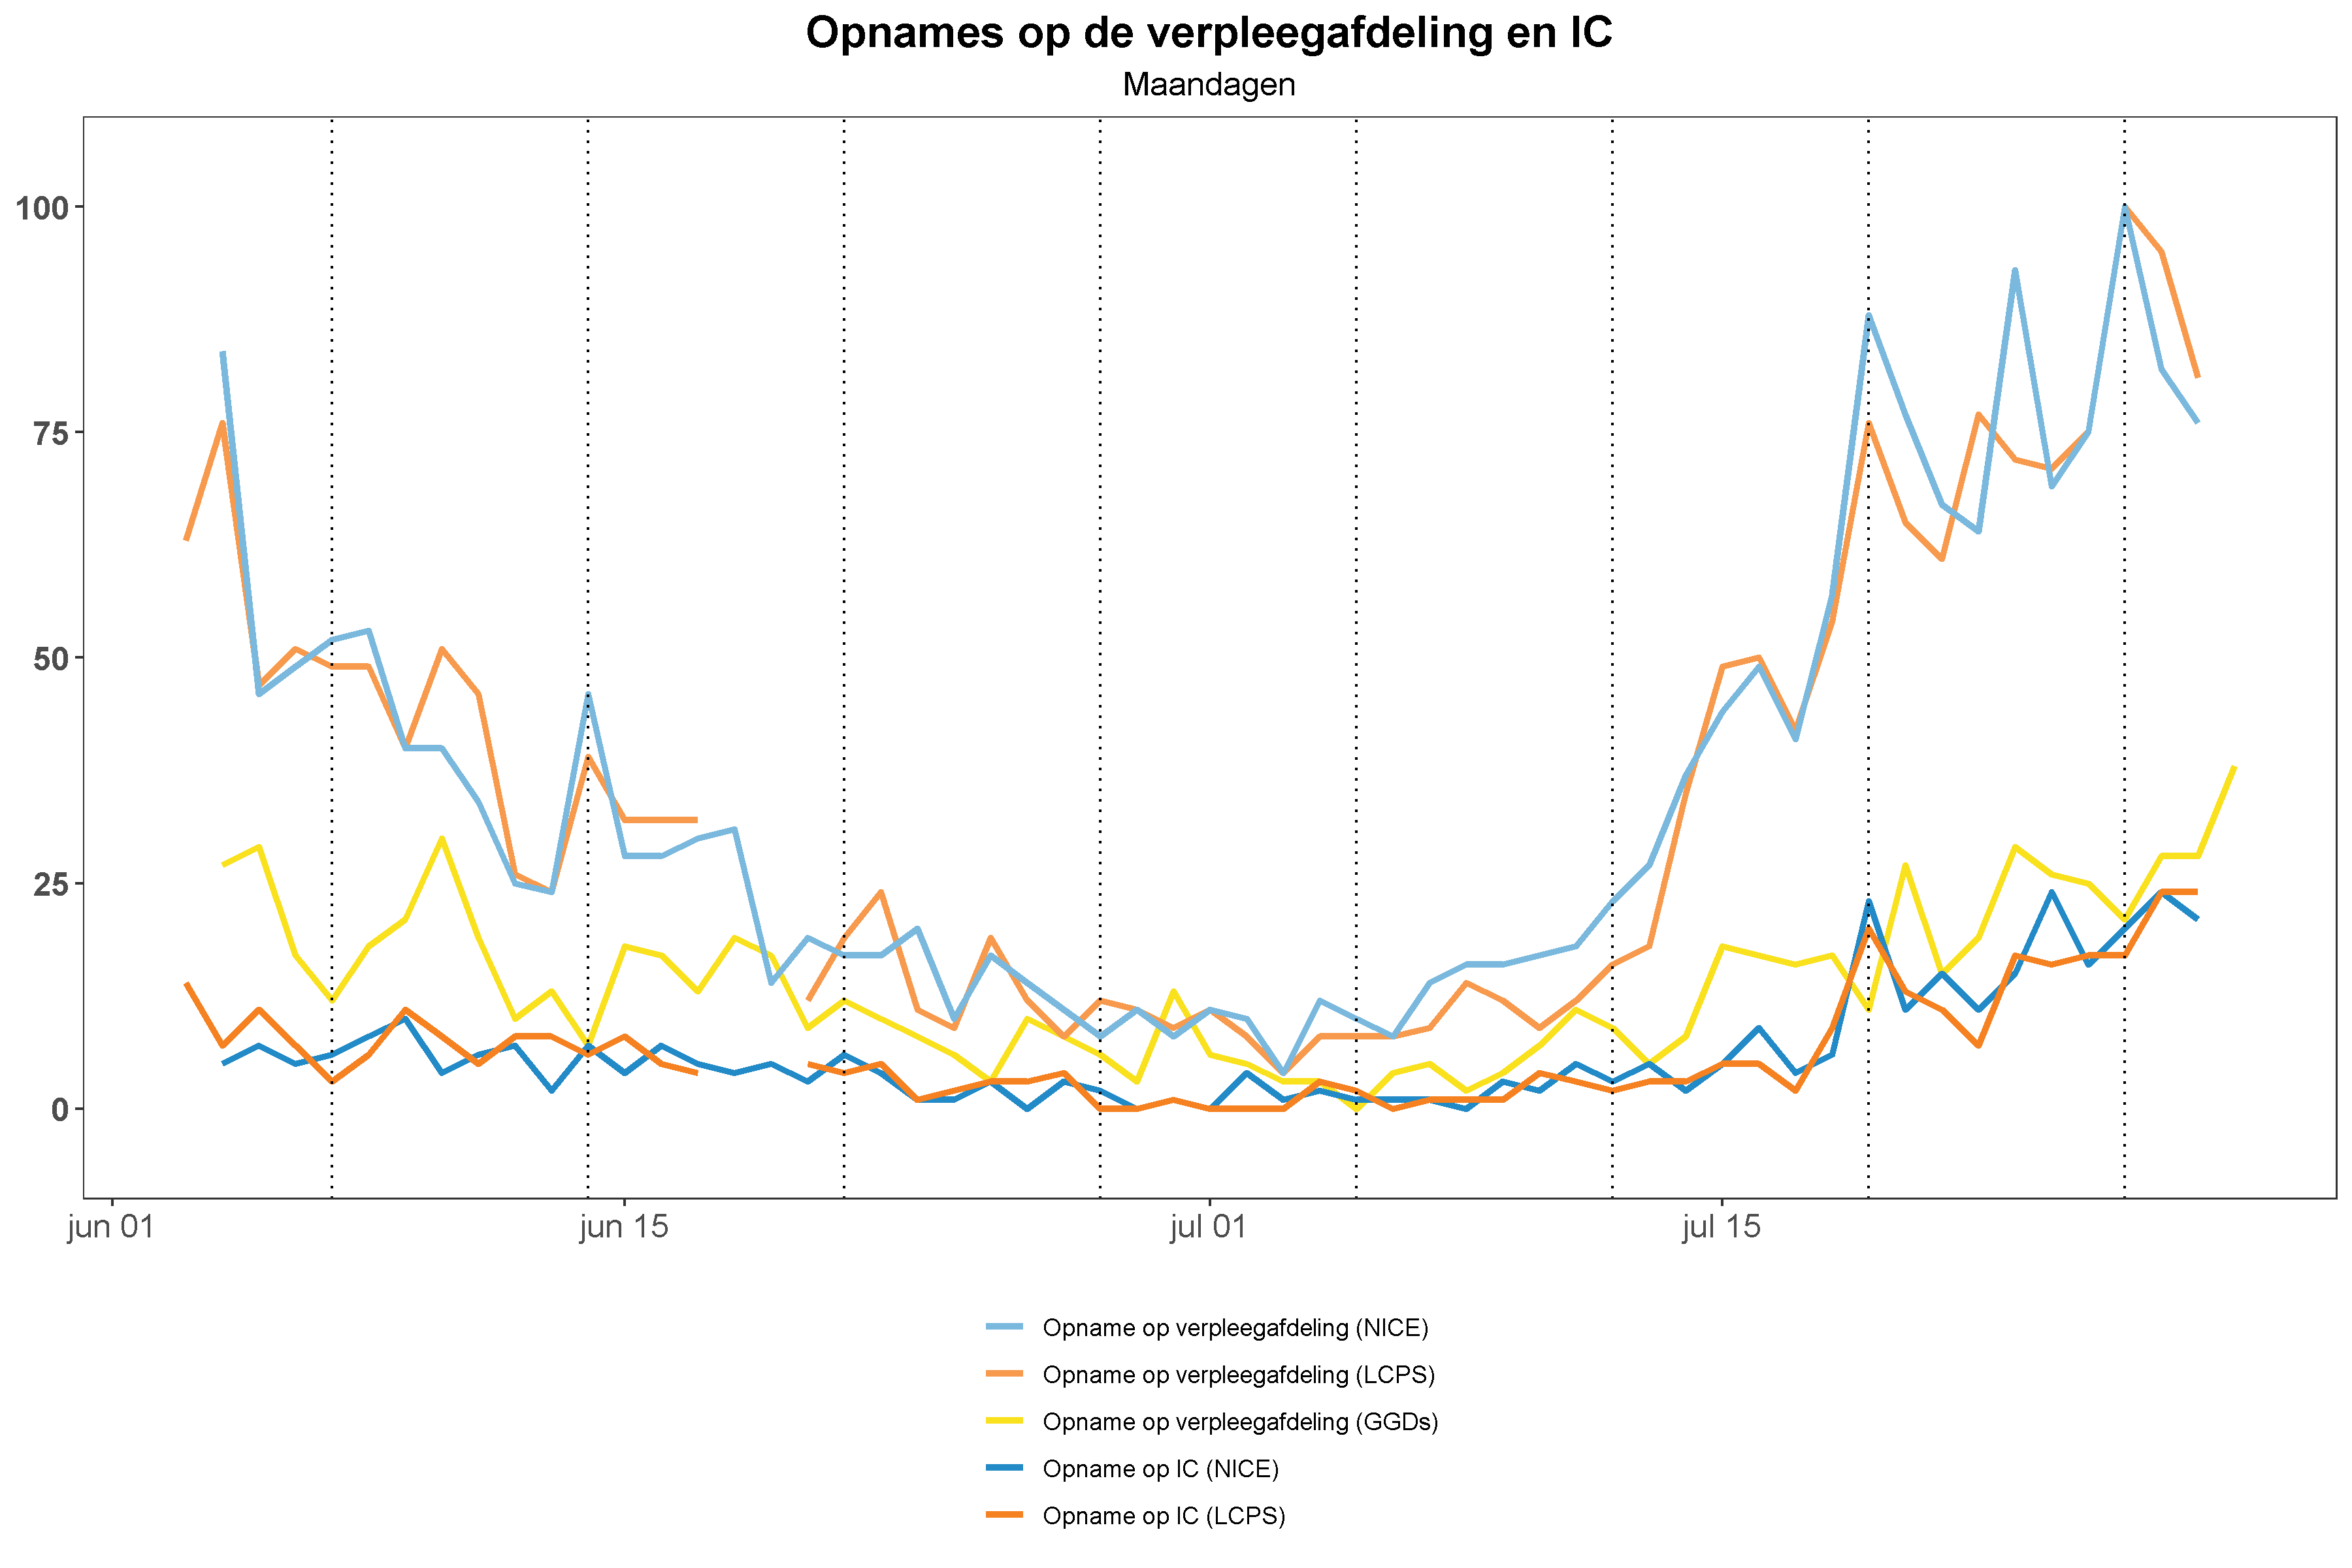 Opnames op de verpleegafdeling en IC
Maandagen
100
75
50
25
0
jun 01
jun 15
jul 01
jul 15
Opname op verpleegafdeling (NICE)
Opname op verpleegafdeling (LCPS)
Opname op verpleegafdeling (GGDs)
Opname op IC (NICE)
Opname op IC (LCPS)